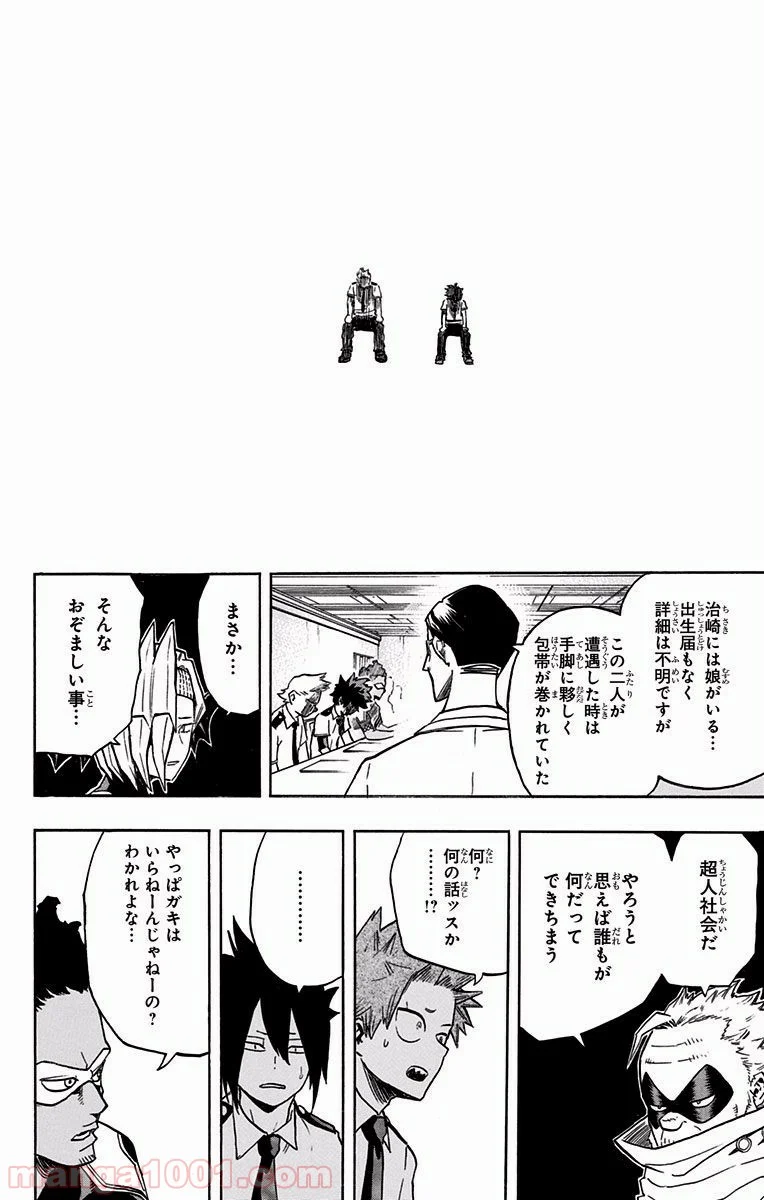 治崎には娘がいる…
出生届もなく
詳細は不明ですが
この二人が
遭遇した時は
手脚に夥しく
包帯が巻かれていた
まさか…
そんな
おぞましい事…
超人社会だ
やろうと
思えば誰もが
何だって
できちまう
何?
何の話ッスか
………!?
………
やっぱガキは
いらねーんじゃねーの?
わかれよな…
manga1001.com